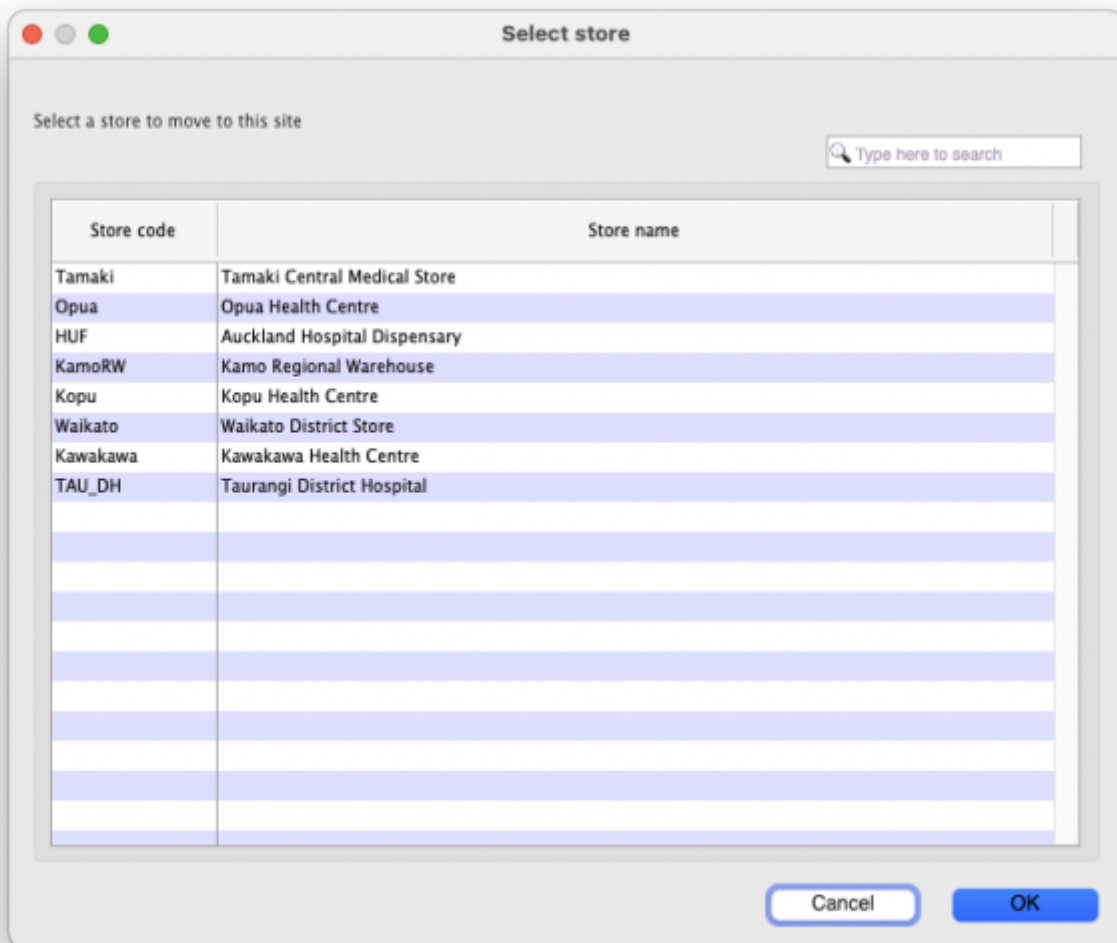 Select store
Select a store to move to this site
Type here to search
Store code Store name
Tamaki Tamaki Central Medical Store
Opua Opua Health Centre
HUF Auckland Hospital Dispensary
KamoRW Kamo Regional Warehouse
Kopu Kopu Health Centre
Waikato Waikato District Store
Kawakawa Kawakawa Health Centre
TAU_DH Taurangi District Hospital
Cancel OK